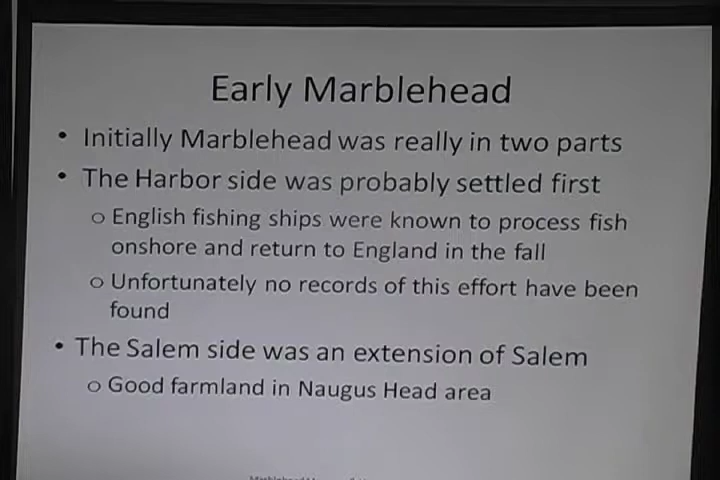 Early Marblehead
• Initially Marblehead was really in two parts
• The Harbor side was probably settled first
o English fishing ships were known to process fish
onshore and return to England in the fall
o Unfortunately no records of this effort have been
found
• The Salem side was an extension of Salem
o Good farmland in Naugus Head area